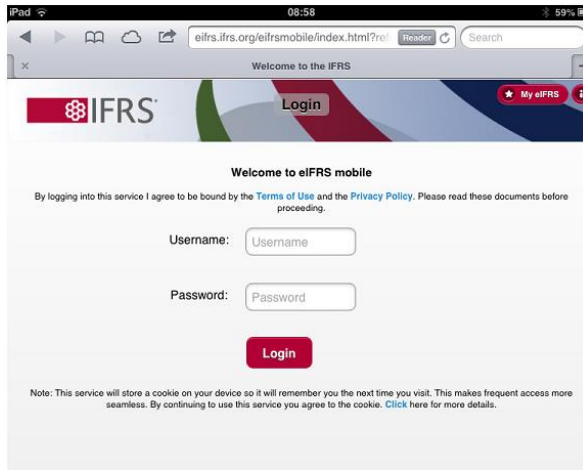 iPad 08:58 59%
eifrs.ifrs.org/eifrsmobile/index.html?ref Reader Search
× Welcome to the IFRS
IFRS® Login My eIFRS
Welcome to eIFRS mobile
By logging into this service I agree to be bound by the Terms of Use and the Privacy Policy. Please read these documents before
proceeding.
Username: Username
Password: Password
Login
Note: This service will store a cookie on your device so it will remember you the next time you visit. This makes frequent access more
seamless. By continuing to use this service you agree to the cookie. Click here for more details.